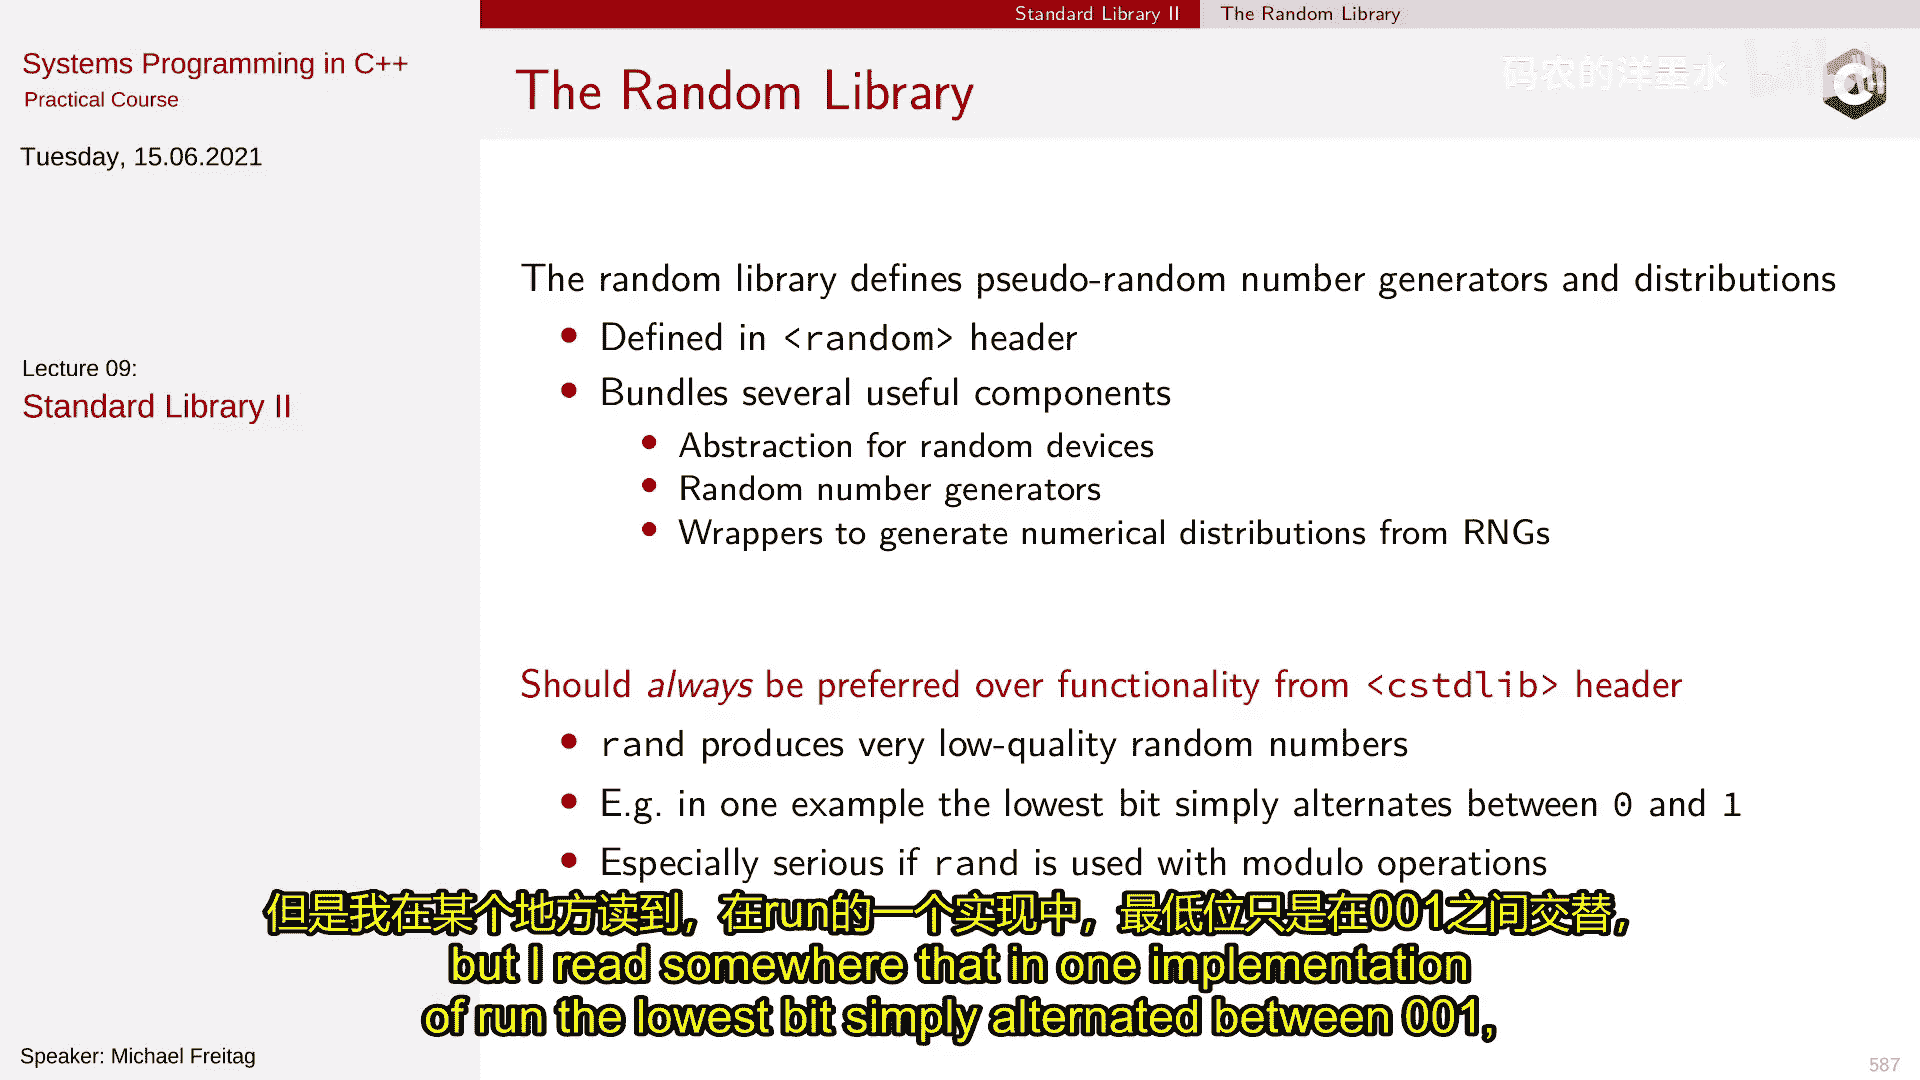 Standard Library II
The Random Library
Systems Programming in C++
Practical Course
Tuesday, 15.06.2021
Lecture 09:
Standard Library II
The Random Library
码农的洋墨水
The random library defines pseudo-random number generators and distributions
Defined in <random> header
Bundles several useful components
Abstraction for random devices
Random number generators
Wrappers to generate numerical distributions from RNGs
Should always be preferred over functionality from <cstdlib> header
rand produces very low-quality random numbers
E.g. in one example the lowest bit simply alternates between 0 and 1
Especially serious if rand is used with modulo operations
但是我在某个地方读到，在run的一个实现中，最低位只是在001之间交替，
but I read somewhere that in one implementation
of run the lowest bit simply alternated between 001,
Speaker: Michael Freitag
587